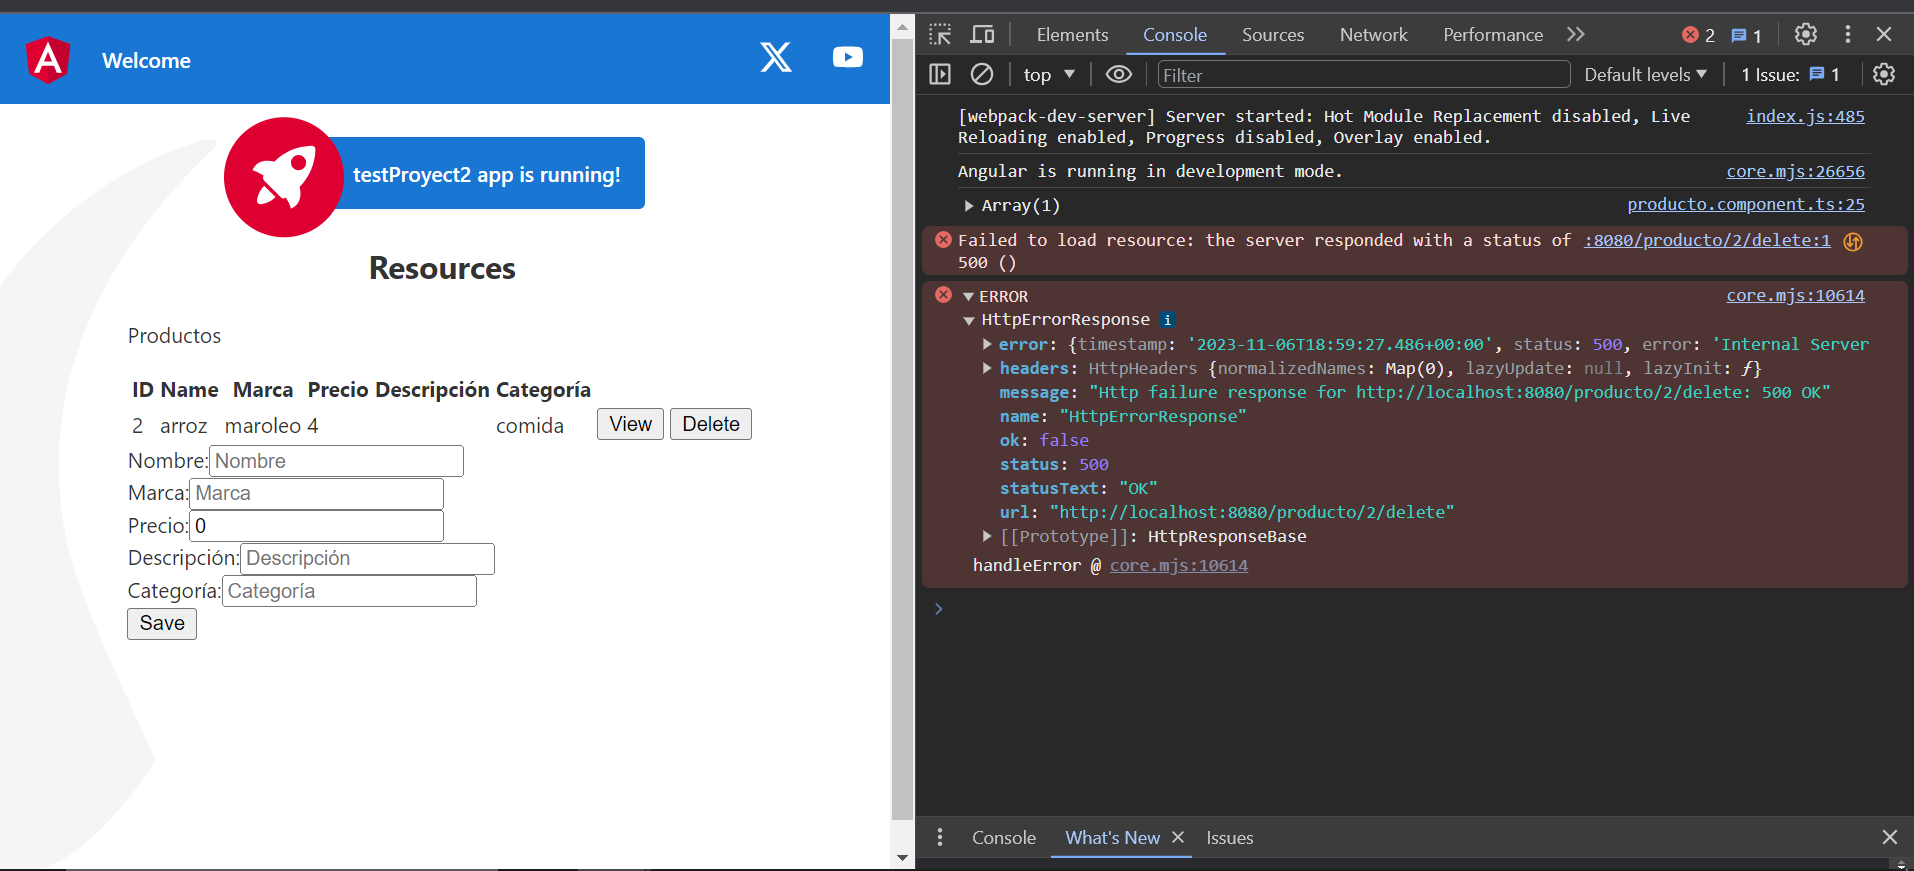 Welcome
testProyect2 app is running!
Resources
Productos
ID Name Marca Precio Descripción Categoría
2 arroz maroleo 4 comida View Delete
Nombre: Nombre
Marca: Marca
Precio: 0
Descripción: Descripción
Categoría: Categoría
Save
Elements Console Sources Network Performance 2 1
top Filter Default levels 1 Issue: 1
[webpack-dev-server] Server started: Hot Module Replacement disabled, Live index.js:485
Reloading enabled, Progress disabled, Overlay enabled.
Angular is running in development mode. core.mjs:26656
Array(1) producto.component.ts:25
Failed to load resource: the server responded with a status of :8080/producto/2/delete:1
500 ()
ERROR core.mjs:10614
HttpErrorResponse i
error: {timestamp: '2023-11-06T18:59:27.486+00:00', status: 500, error: 'Internal Server
headers: HttpHeaders {normalizedNames: Map(0), lazyUpdate: null, lazyInit: ƒ}
message: "Http failure response for http://localhost:8080/producto/2/delete: 500 OK"
name: "HttpErrorResponse"
ok: false
status: 500
statusText: "OK"
url: "http://localhost:8080/producto/2/delete"
[[Prototype]]: HttpResponseBase
handleError @ core.mjs:10614
Console What's New Issues